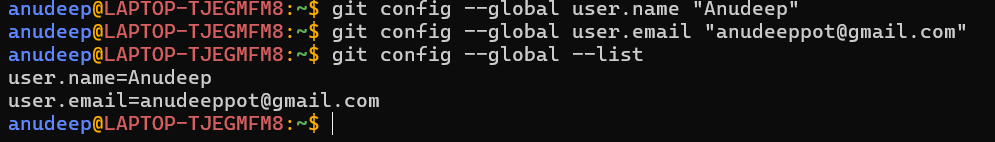 anudeep@LAPTOP-TJEGMFM8:~$ git config --global user.name "Anudeep"
anudeep@LAPTOP-TJEGMFM8:~$ git config --global user.email "anudeeppot@gmail.com"
anudeep@LAPTOP-TJEGMFM8:~$ git config --global --list
user.name=Anudeep
user.email=anudeeppot@gmail.com
anudeep@LAPTOP-TJEGMFM8:~$